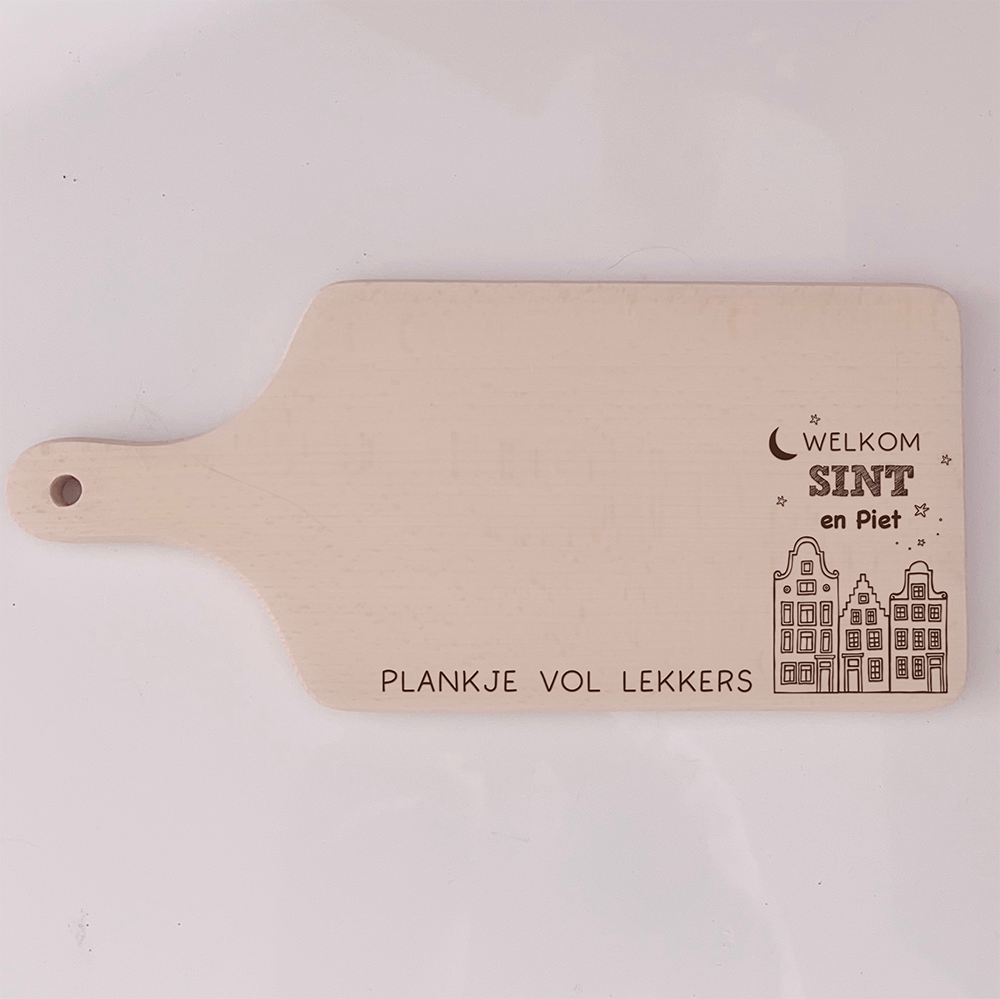 WELKOM
SINT
en Piet
PLANKJE VOL LEKKERS